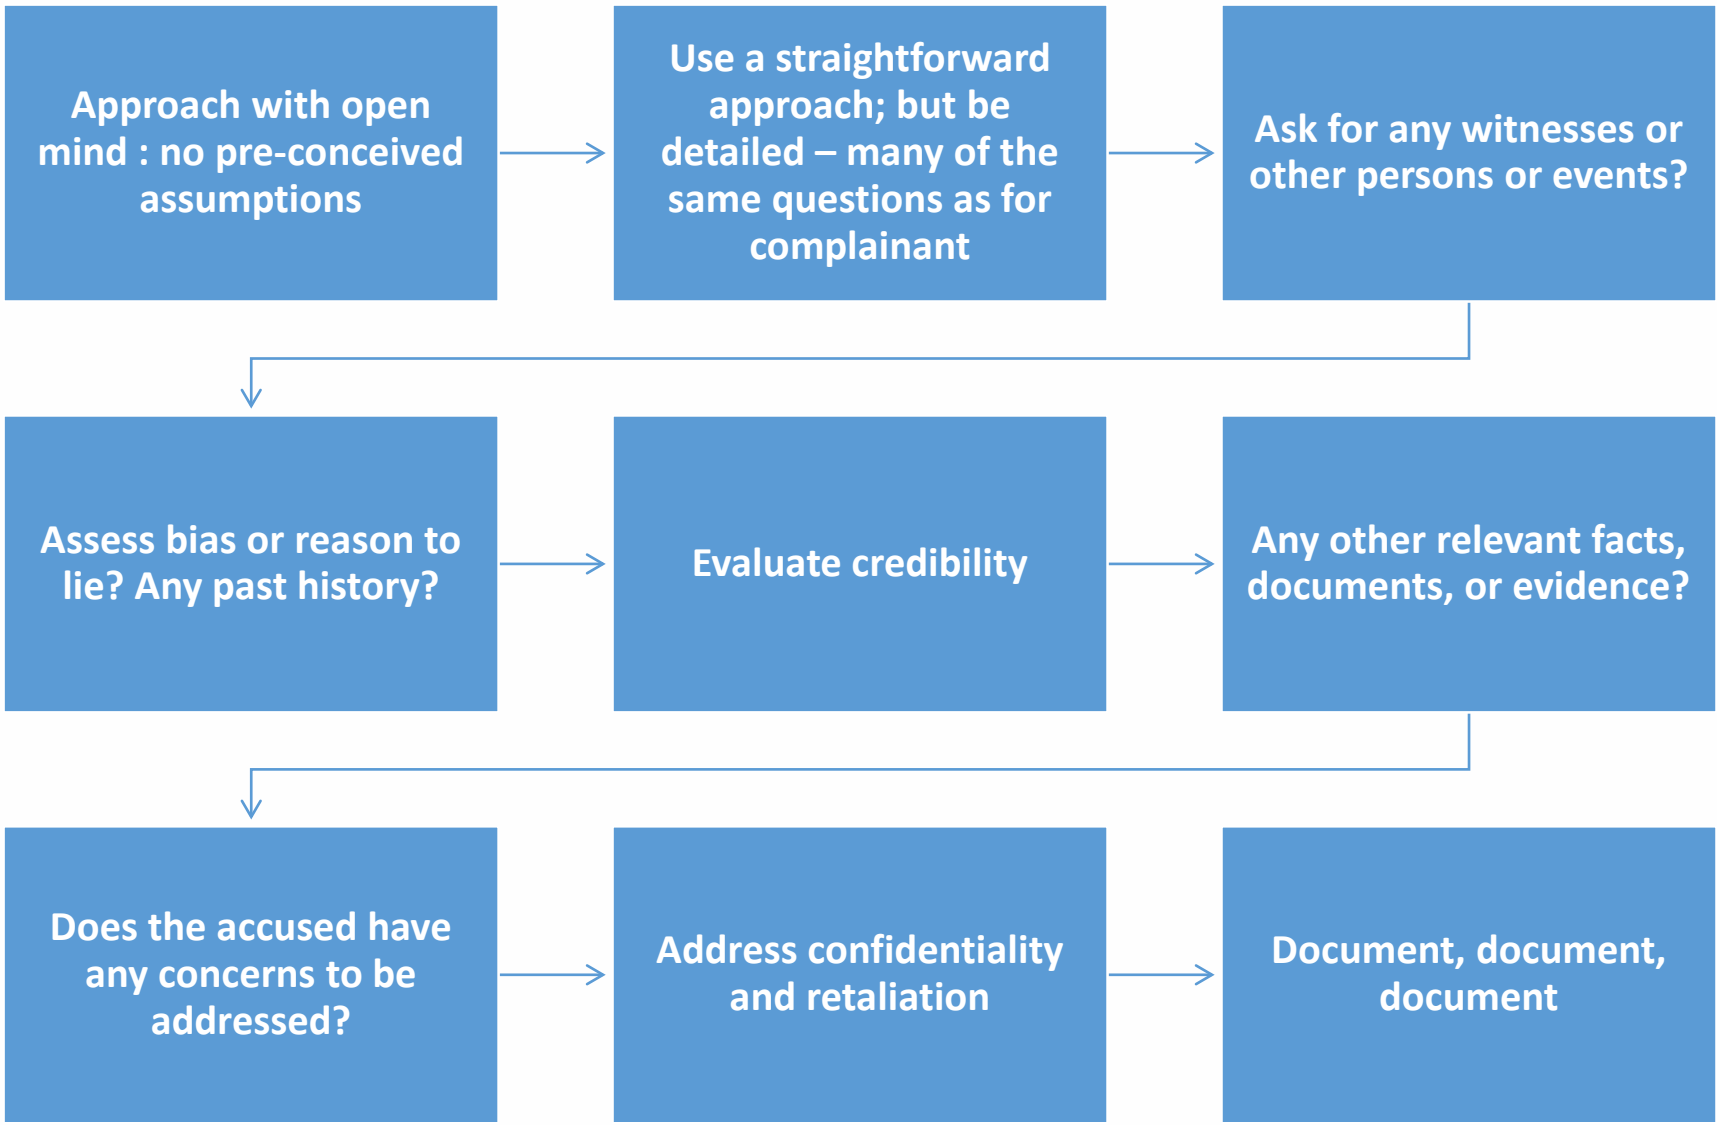 Approach with open
mind : no pre-conceived
assumptions
Use a straightforward
approach; but be
detailed – many of the
same questions as for
complainant
Ask for any witnesses or
other persons or events?
Assess bias or reason to
lie? Any past history?
Evaluate credibility
Any other relevant facts,
documents, or evidence?
Does the accused have
any concerns to be
addressed?
Address confidentiality
and retaliation
Document, document,
document